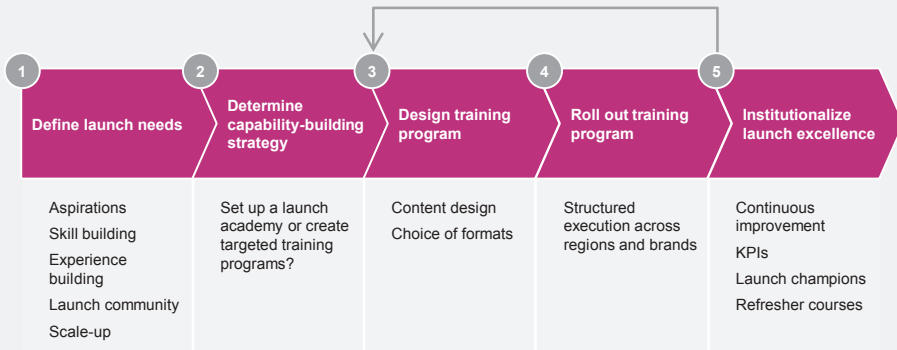 1
Define launch needs
Aspirations
Skill building
Experience
building
Launch community
Scale-up
2
Determine
capability-building
strategy
Set up a launch
academy or create
targeted training
programs?
3
Design training
program
Content design
Choice of formats
4
Roll out training
program
Structured
execution across
regions and brands
5
Institutionalize
launch excellence
Continuous
improvement
KPIs
Launch champions
Refresher courses